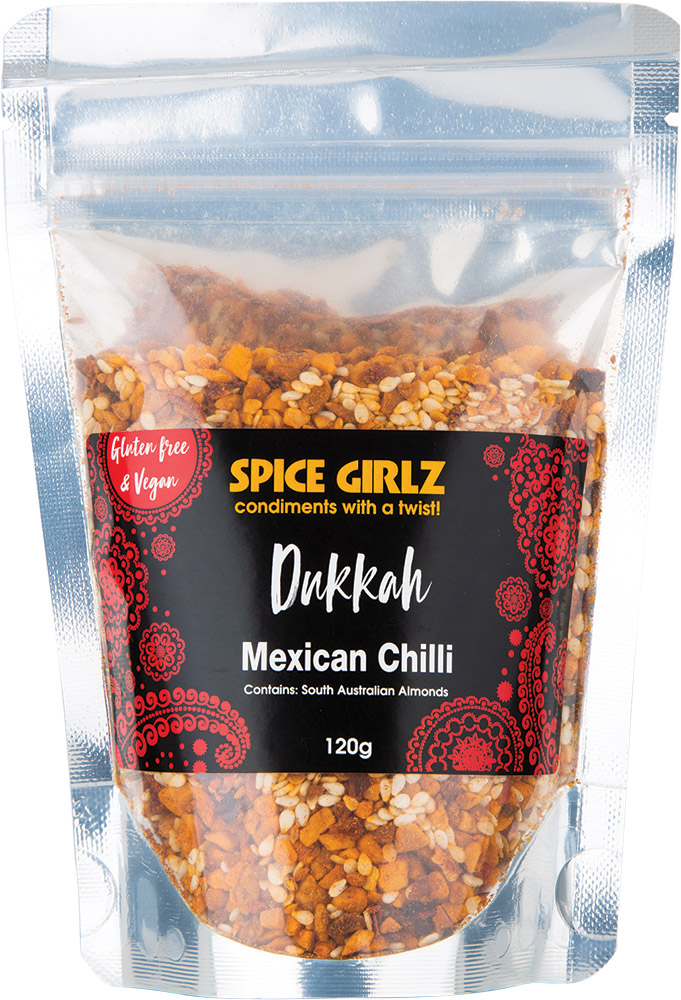 Gluten free
& Vegan
SPICE GIRLZ
condiments with a twist!
Dukkah
Mexican Chilli
Contains: South Australian Almonds
120g